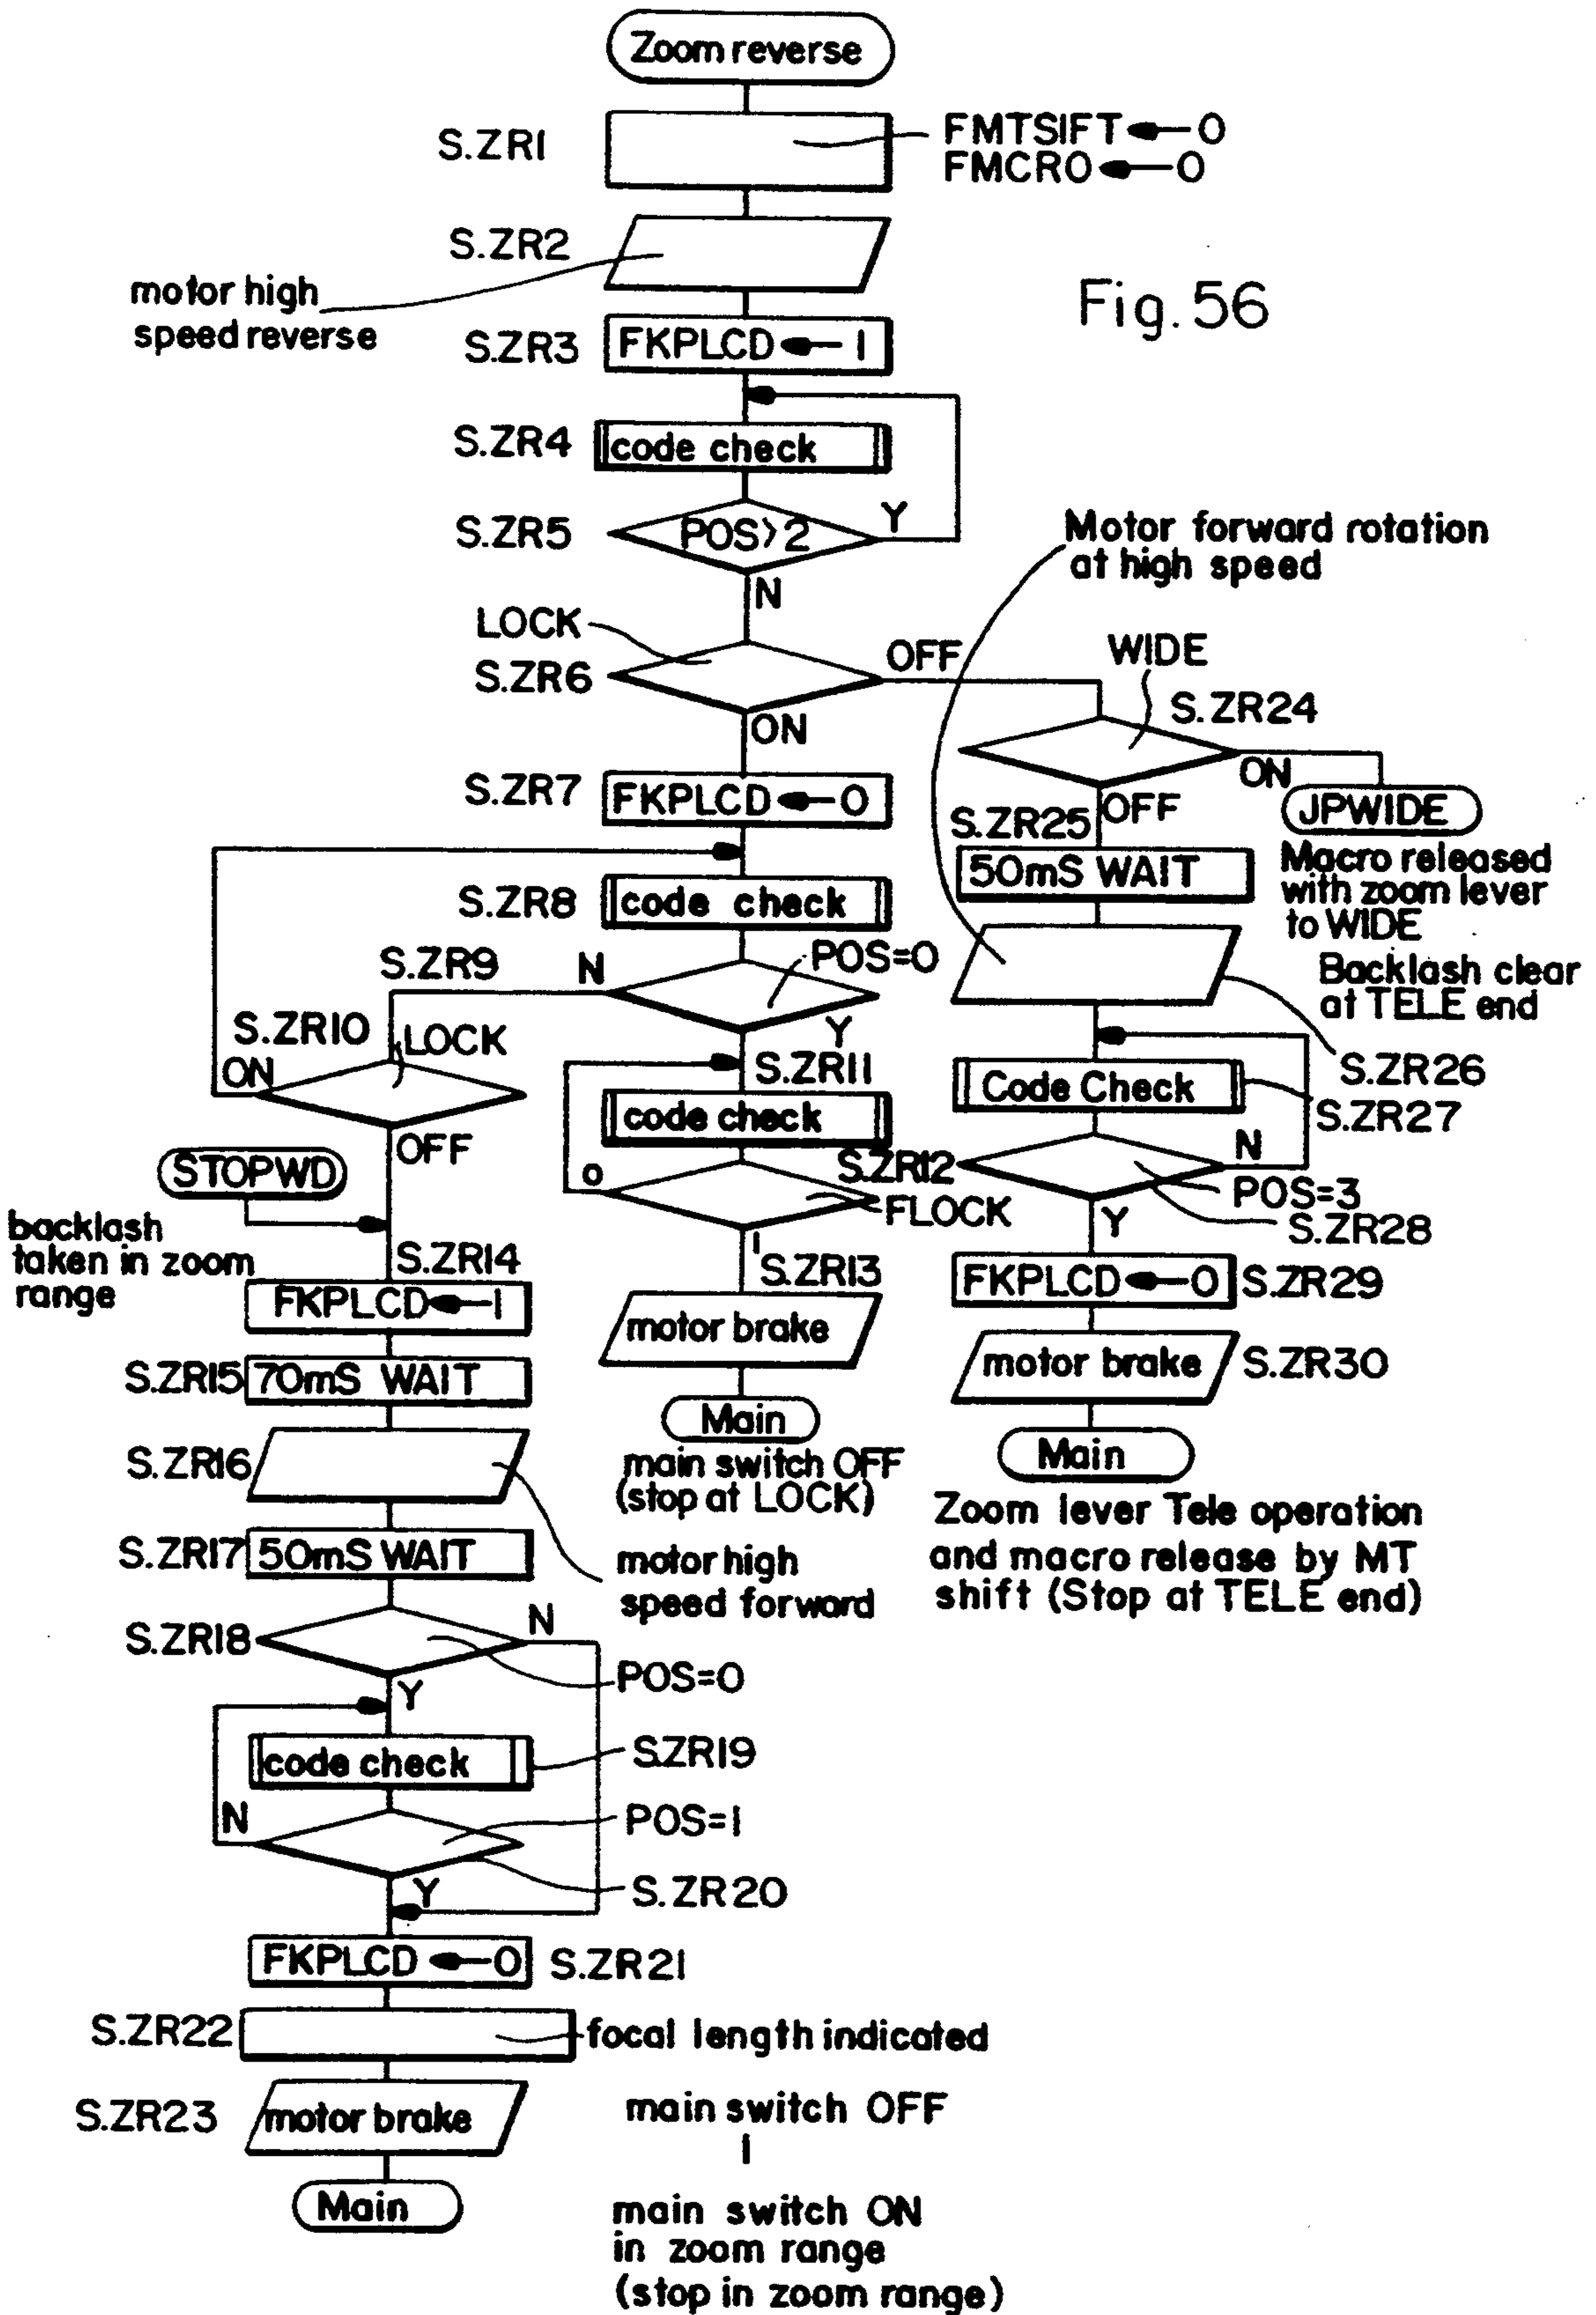 Zoom reverse
S.ZR1
FMTSIFT←0
FMCRO←0
S.ZR2
motor high
speed reverse
Fig. 56
S.ZR3
FKPLCD←1
S.ZR4
code check
S.ZR5
POS>2
Y
N
Motor forward rotation
at high speed
LOCK
S.ZR6
OFF
ON
WIDE
S.ZR24
ON
OFF
JPWIDE
Macro released
with zoom lever
to WIDE
S.ZR7
FKPLCD←0
S.ZR25
50mS WAIT
S.ZR8
code check
S.ZR9
N
POS=0
Y
Backlash clear
at TELE end
S.ZR26
S.ZR10
LOCK
ON
OFF
S.ZR11
code check
Code Check
S.ZR27
STOPWD
S.ZR12
0
FLOCK
1
N
POS=3
S.ZR28
Y
backlash
taken in zoom
range
S.ZR14
FKPLCD←1
S.ZR13
motor brake
FKPLCD←0
S.ZR29
S.ZR15
70mS WAIT
motor brake
S.ZR30
Main
main switch OFF
(stop at LOCK)
Main
Zoom lever Tele operation
and macro release by MT
shift (Stop at TELE end)
S.ZR16
motor high
speed forward
S.ZR17
50mS WAIT
S.ZR18
N
POS=0
Y
code check
S.ZR19
N
POS=1
S.ZR20
Y
FKPLCD←0
S.ZR21
S.ZR22
focal length indicated
S.ZR23
motor brake
main switch OFF
Main
main switch ON
in zoom range
(stop in zoom range)